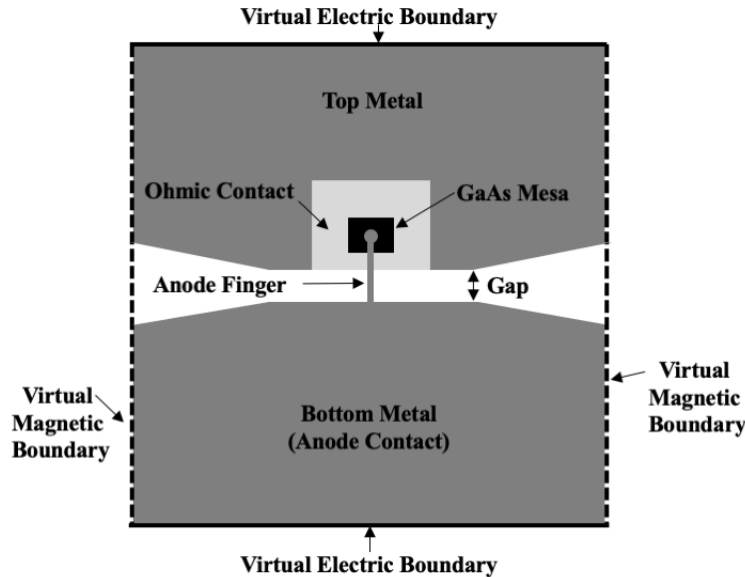 Virtual Electric Boundary
Top Metal
Ohmic Contact
GaAs Mesa
Anode Finger
Gap
Virtual
Magnetic
Boundary
Virtual
Magnetic
Boundary
Bottom Metal
(Anode Contact)
Virtual Electric Boundary